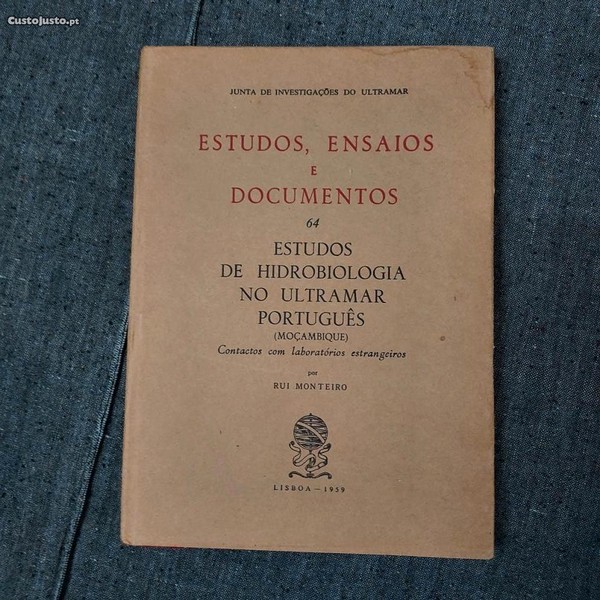 CustoJusto.pt
JUNTA DE INVESTIGAÇÕES DO ULTRAMAR
ESTUDOS, ENSAIOS
E
DOCUMENTOS
64
ESTUDOS
DE HIDROBIOLOGIA
NO ULTRAMAR
PORTUGUÊS
(MOÇAMBIQUE)
Contactos com laboratórios estrangeiros
por
RUI MONTEIRO
LISBOA — 1959